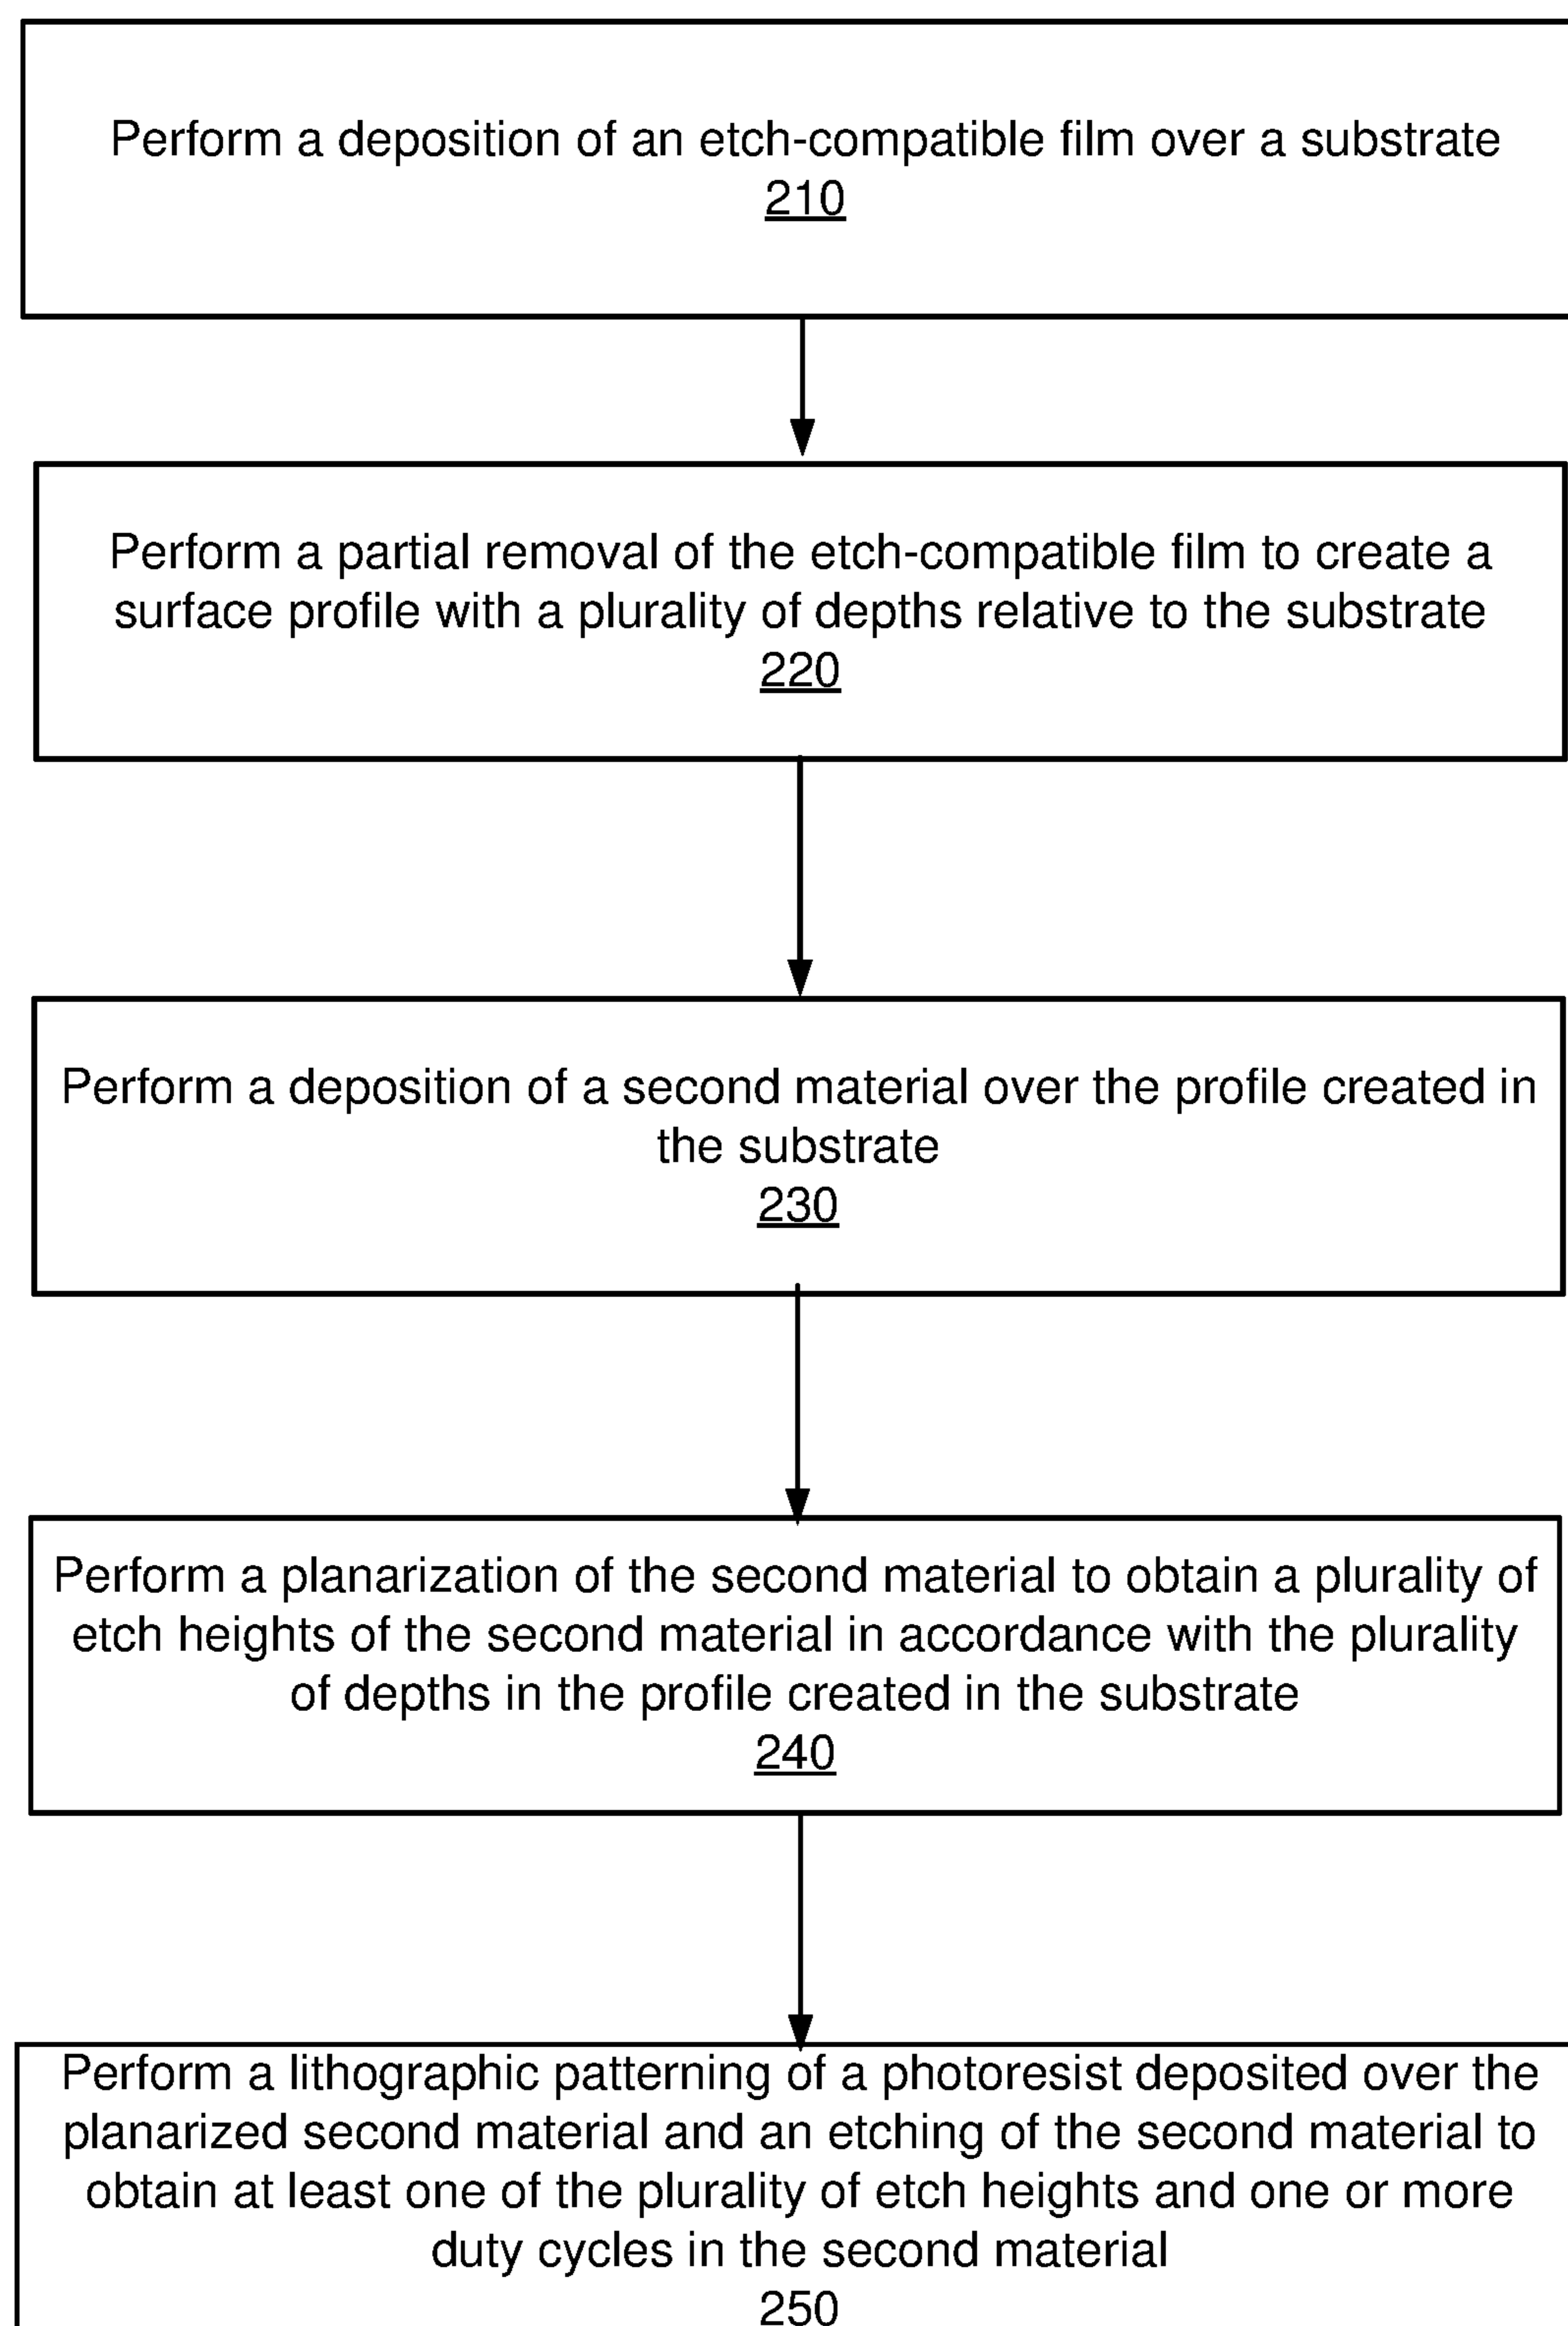 Perform a deposition of an etch-compatible film over a substrate
210
Perform a partial removal of the etch-compatible film to create a
surface profile with a plurality of depths relative to the substrate
220
Perform a deposition of a second material over the profile created in
the substrate
230
Perform a planarization of the second material to obtain a plurality of
etch heights of the second material in accordance with the plurality
of depths in the profile created in the substrate
240
Perform a lithographic patterning of a photoresist deposited over the
planarized second material and an etching of the second material to
obtain at least one of the plurality of etch heights and one or more
duty cycles in the second material
250